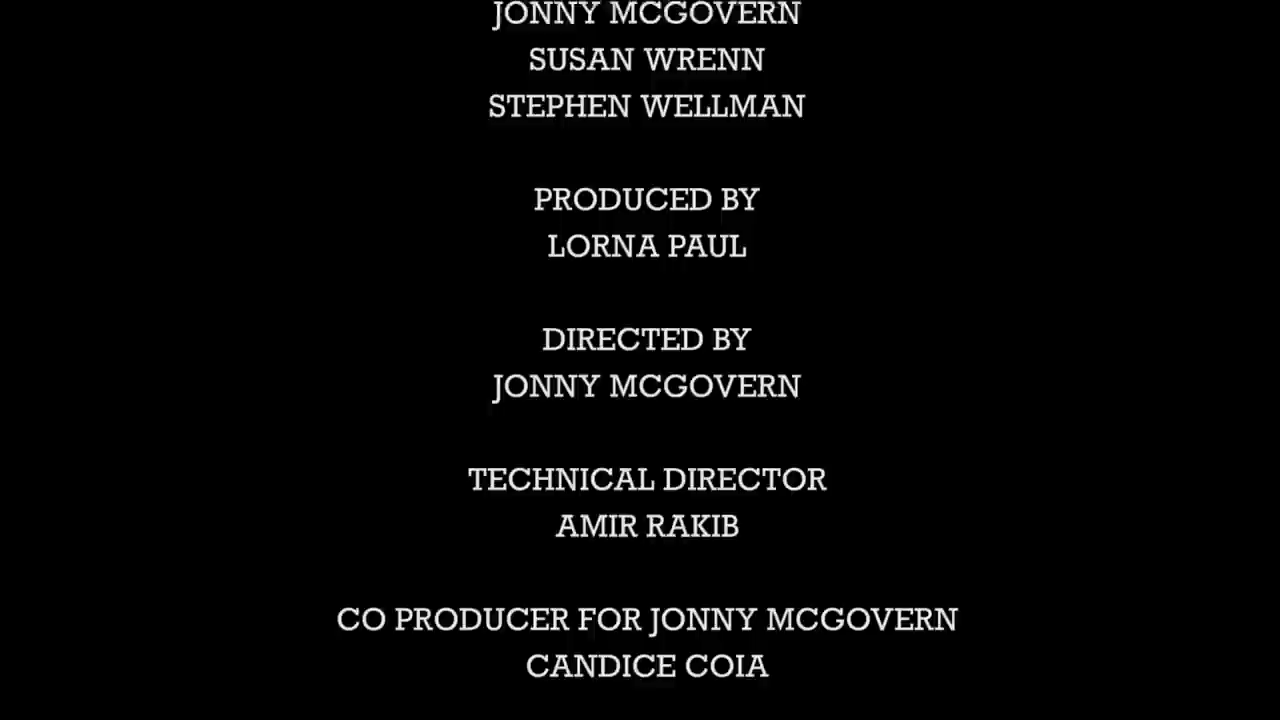 JONNY MCGOVERN
SUSAN WRENN
STEPHEN WELLMAN
PRODUCED BY
LORNA PAUL
DIRECTED BY
JONNY MCGOVERN
TECHNICAL DIRECTOR
AMIR RAKIB
CO PRODUCER FOR JONNY MCGOVERN
CANDICE COIA